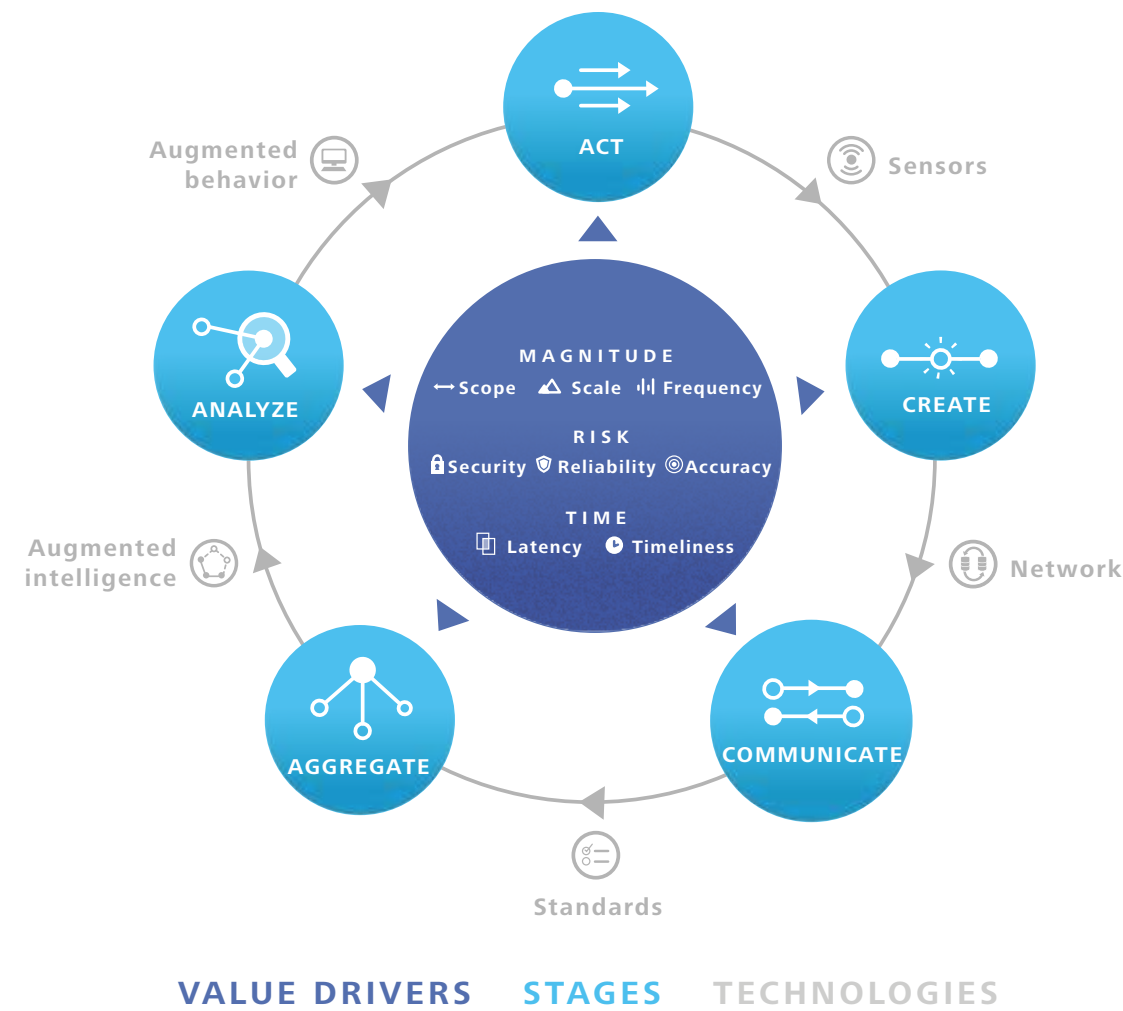 ACT
Augmented
behavior
Sensors
ANALYZE
CREATE
MAGNITUDE
Scope Scale Frequency
RISK
Security Reliability Accuracy
TIME
Latency Timeliness
Augmented
intelligence
Network
AGGREGATE
COMMUNICATE
Standards
VALUE DRIVERS STAGES TECHNOLOGIES